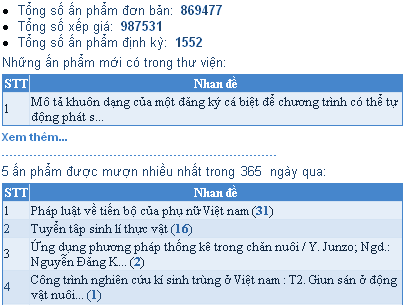 Tổng số ấn phẩm đơn bản: 869477
Tổng số xếp giá: 987531
Tổng số ấn phẩm định kỳ: 1552
Những ấn phẩm mới có trong thư viện:
STT Nhan đề
1 Mô tả khuôn dạng của một đăng ký cá biệt để chương trình có thể tự
động phát s...
Xem thêm...
5 ấn phẩm được mượn nhiều nhất trong 365 ngày qua:
STT Nhan đề
1 Pháp luật về tiến bộ của phụ nữ Việt nam (31)
2 Tuyển tâp sinh lí thực vật (16)
3 Ứng dụng phương pháp thống kê trong chăn nuôi / Y. Junzo; Ngd.:
Nguyễn Đăng K... (2)
4 Công trình nghiên cứu kí sinh trùng ở Việt nam : T2. Giun sán ở động
vật nuôi... (1)